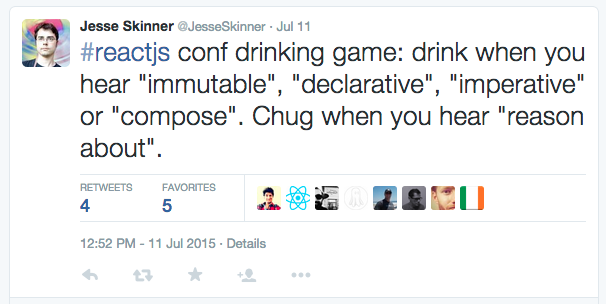 Jesse Skinner @JesseSkinner · Jul 11
#reactjs conf drinking game: drink when you
hear "immutable", "declarative", "imperative"
or "compose". Chug when you hear "reason
about".
RETWEETS FAVORITES
4 5
12:52 PM - 11 Jul 2015 · Details